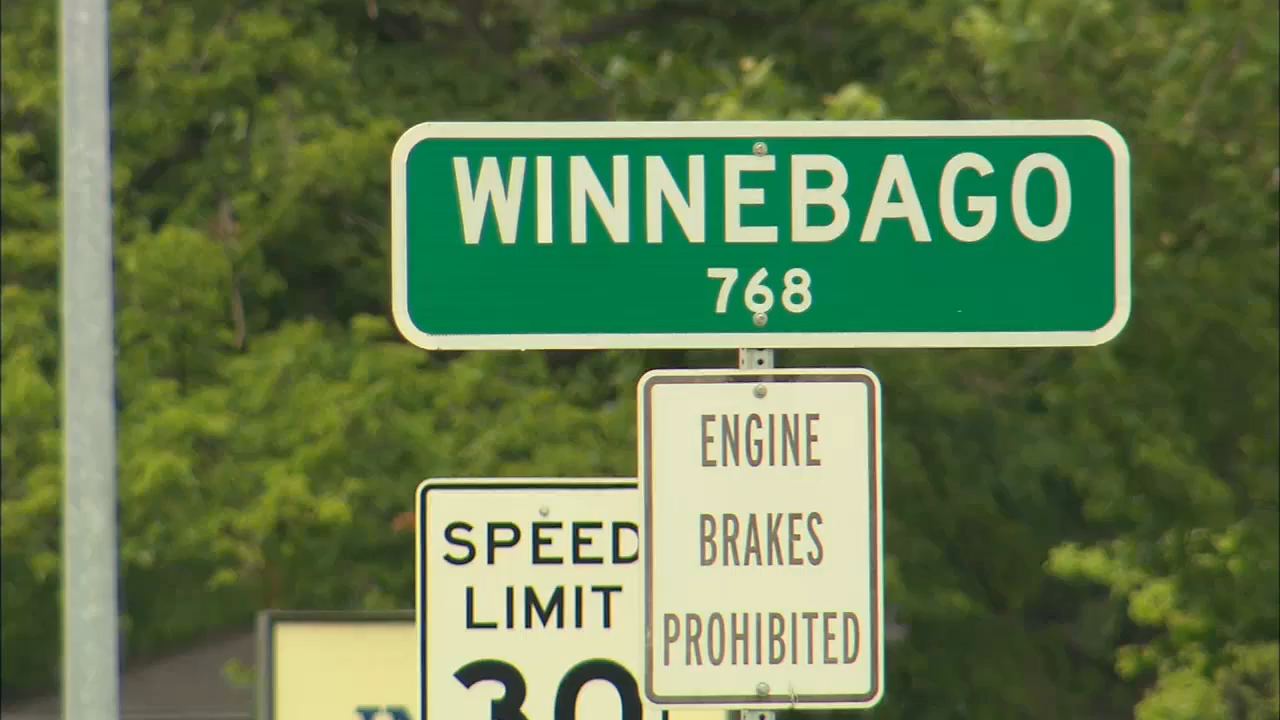 WINNEBAGO
768
ENGINE
BRAKES
PROHIBITED
SPEED
LIMIT
30